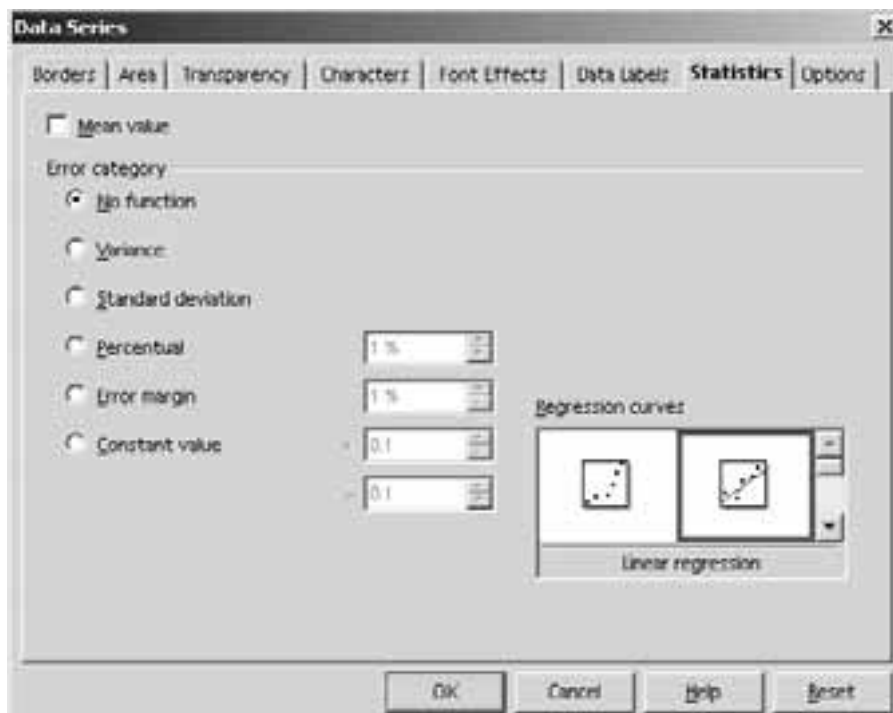 Data Series
Borders Area Transparency Characters Font Effects Data Labels Statistics Options
Mean value
Error category
No function
Variance
Standard deviation
Percentual 1 %
Error margin 1 %
Regression curves
Constant value - 0.1
- 0.1
Linear regression
OK Cancel Help Reset